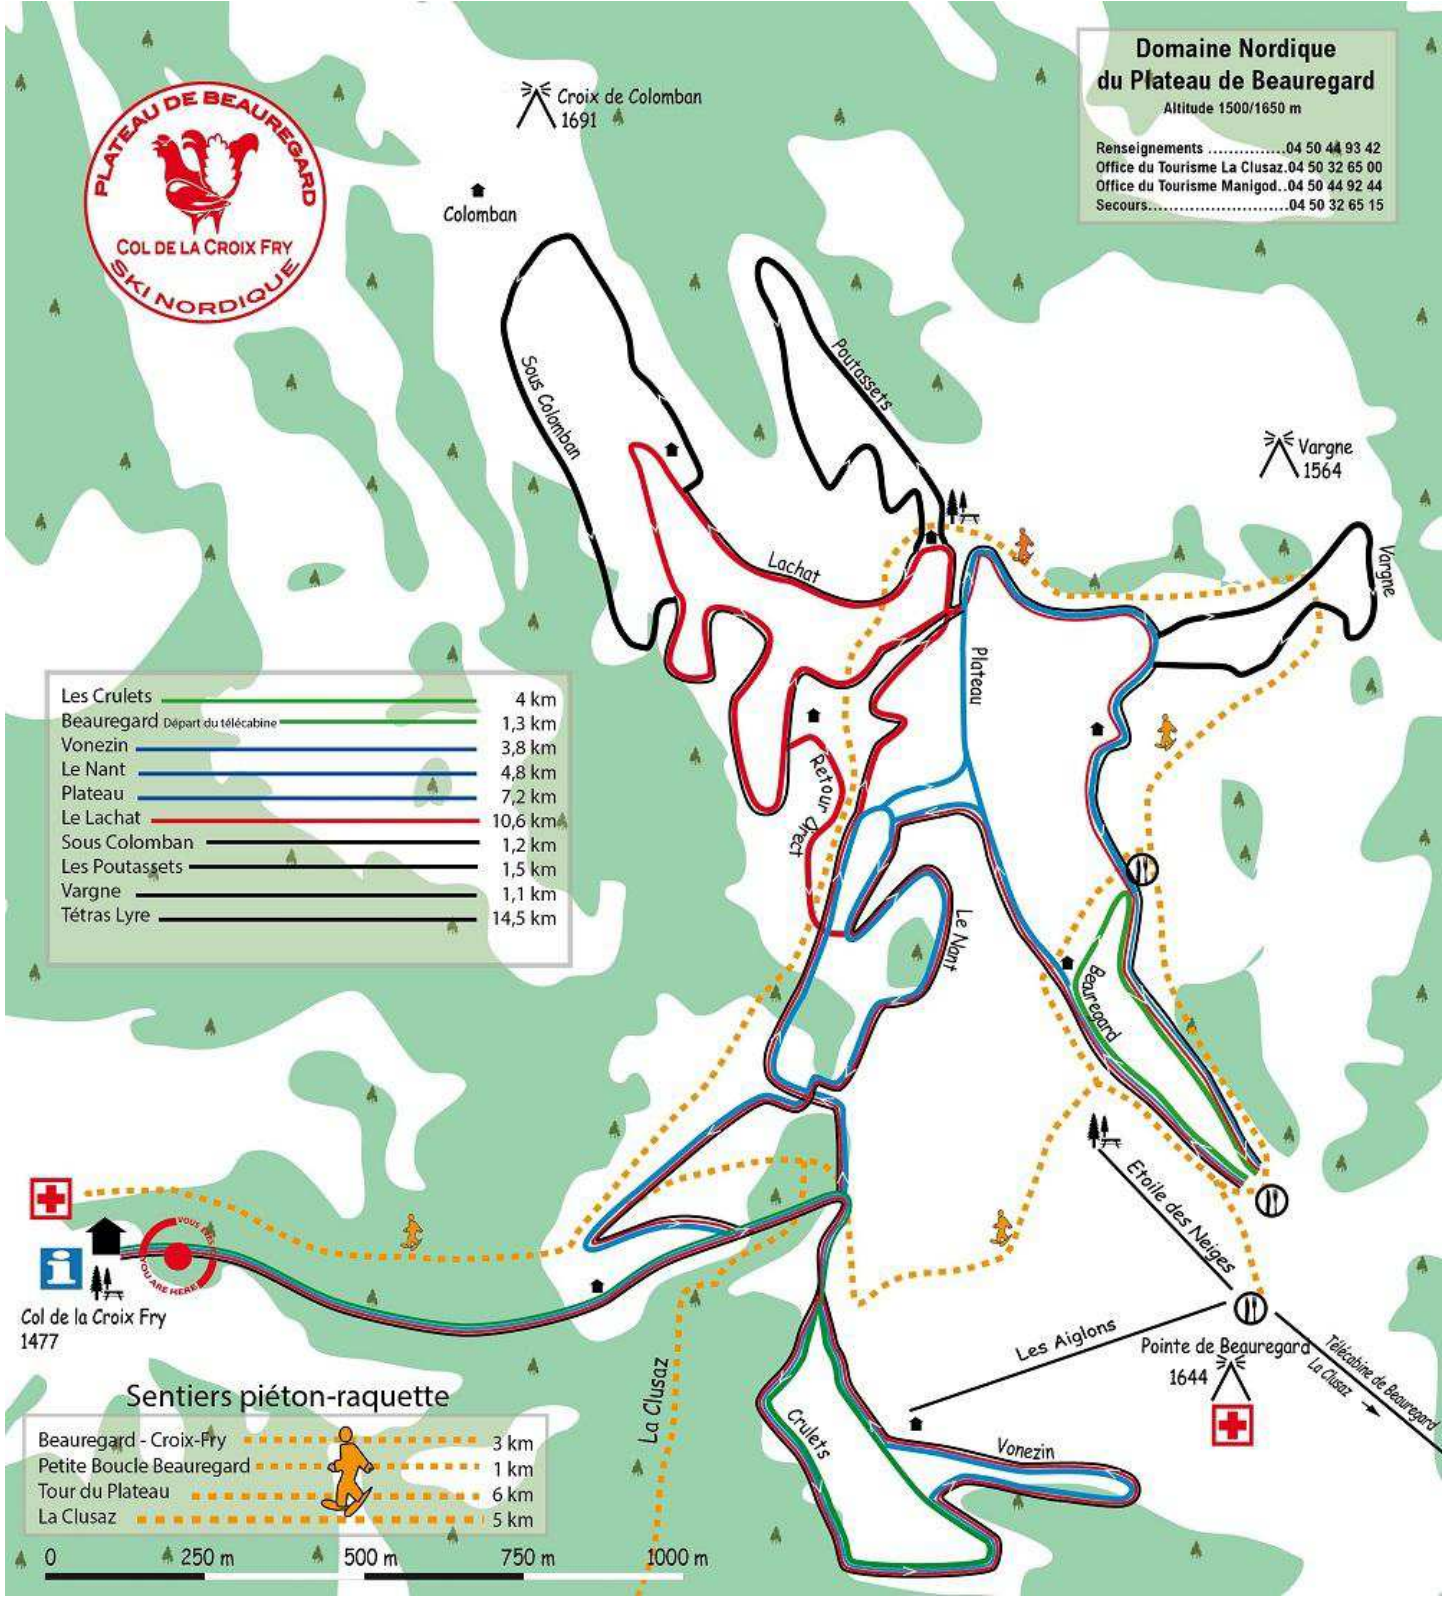 PLATEAU DE BEAUREGARD
COL DE LA CROIX FRY
SKI NORDIQUE
Croix de Colomban
1691
Colomban
Domaine Nordique
du Plateau de Beauregard
Altitude 1500/1650 m
Renseignements ...............04 50 44 93 42
Office du Tourisme La Clusaz.04 50 32 65 00
Office du Tourisme Manigod..04 50 44 92 44
Secours.........................04 50 32 65 15
Sous Colomban
Poutassets
Vargne
1564
Vargne
Lachat
Plateau
Retour direct
Le Nant
Beauregard
Les Crulets 4 km
Beauregard Départ du télécabine 1,3 km
Vonezin 3,8 km
Le Nant 4,8 km
Plateau 7,2 km
Le Lachat 10,6 km
Sous Colomban 1,2 km
Les Poutassets 1,5 km
Vargne 1,1 km
Tétras Lyre 14,5 km
Etoile des Neiges
VOUS
YOU ARE HERE
i
Col de la Croix Fry
1477
Les Aiglons
Pointe de Beauregard
1644
Télécabine de Beauregard
La Clusaz
La Clusaz
Crulets
Vonezin
Sentiers piéton-raquette
Beauregard - Croix-Fry 3 km
Petite Boucle Beauregard 1 km
Tour du Plateau 6 km
La Clusaz 5 km
0 250 m 500 m 750 m 1000 m